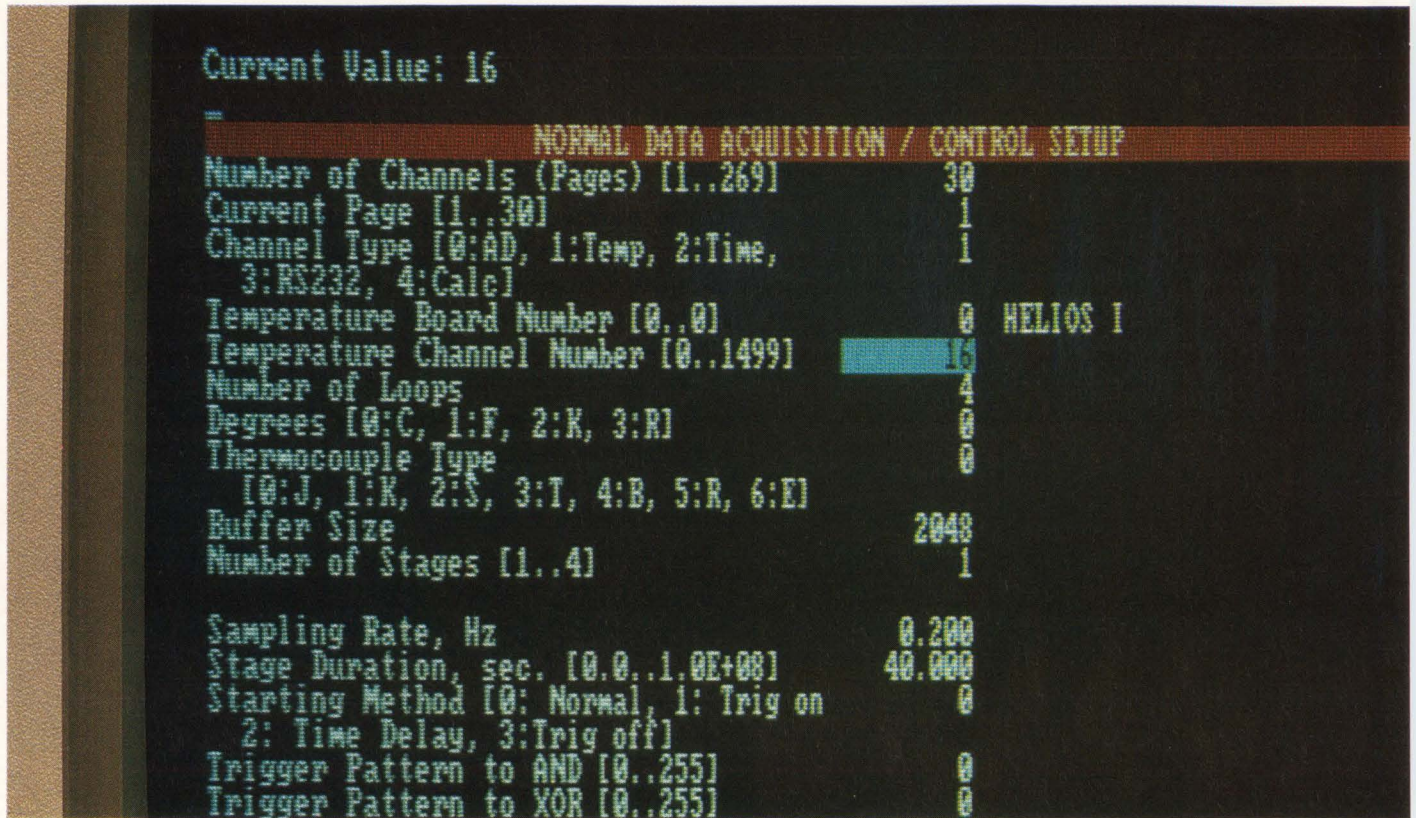 Current Value: 16
NORMAL DATA ACQUISITION / CONTROL SETUP
Number of Channels (Pages) [1..269] 30
Current Page [1..30] 1
Channel Type [0:AD, 1:Temp, 2:Time, 1
3:RS232, 4:Calc]
Temperature Board Number [0..0] 0 HELIOS I
Temperature Channel Number [0..1499] 16
Number of Loops 4
Degrees [0:C, 1:F, 2:K, 3:R] 0
Thermocouple Type 0
[0:J, 1:K, 2:S, 3:T, 4:B, 5:R, 6:E]
Buffer Size 2048
Number of Stages [1..4] 1
Sampling Rate, Hz 0.200
Stage Duration, sec. [0.0..1.0E+08] 40.000
Starting Method [0: Normal, 1: Trig on 0
2: Time Delay, 3:Trig off]
Trigger Pattern to AND [0..255] 0
Trigger Pattern to XOR [0..255] 0